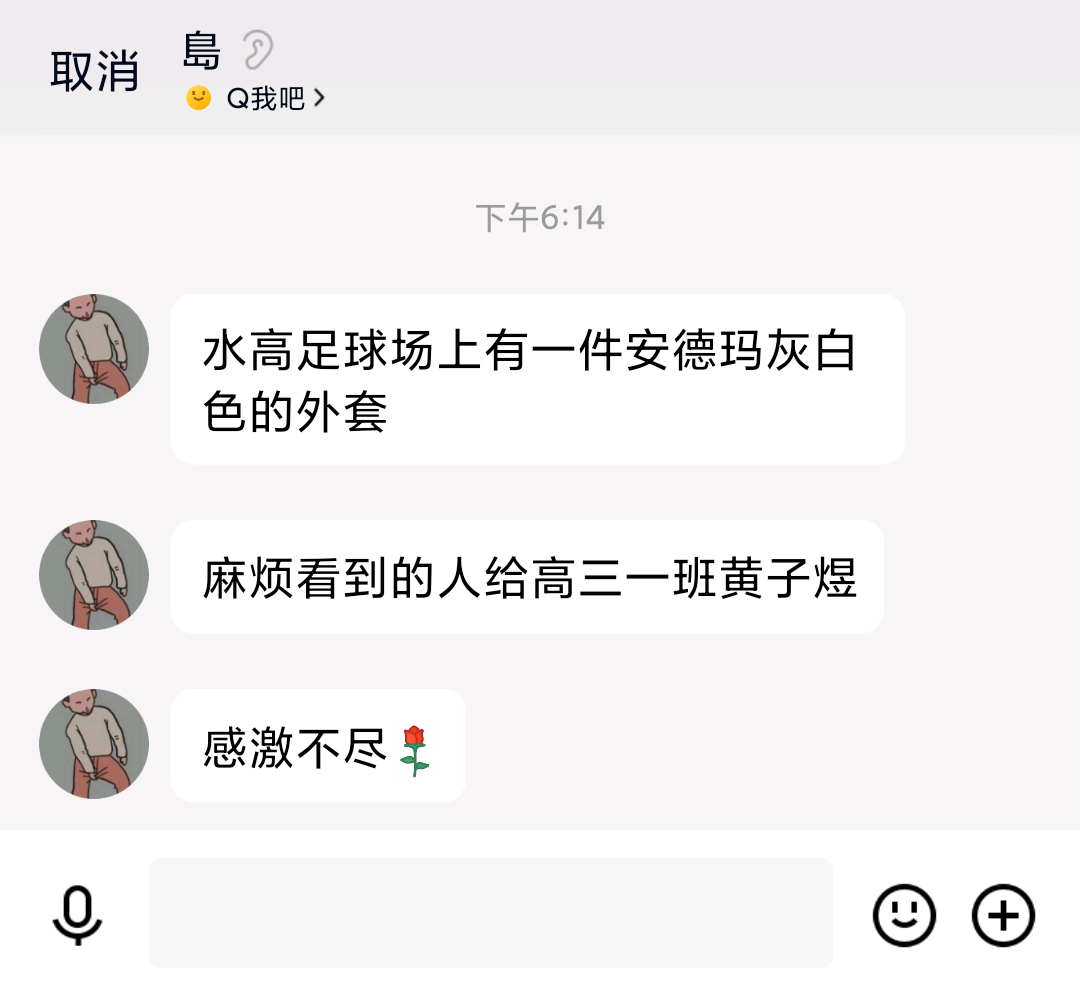 取消
島
Q我吧
下午6:14
水高足球场上有一件安德玛灰白
色的外套
麻烦看到的人给高三一班黄子煜
感激不尽🌹